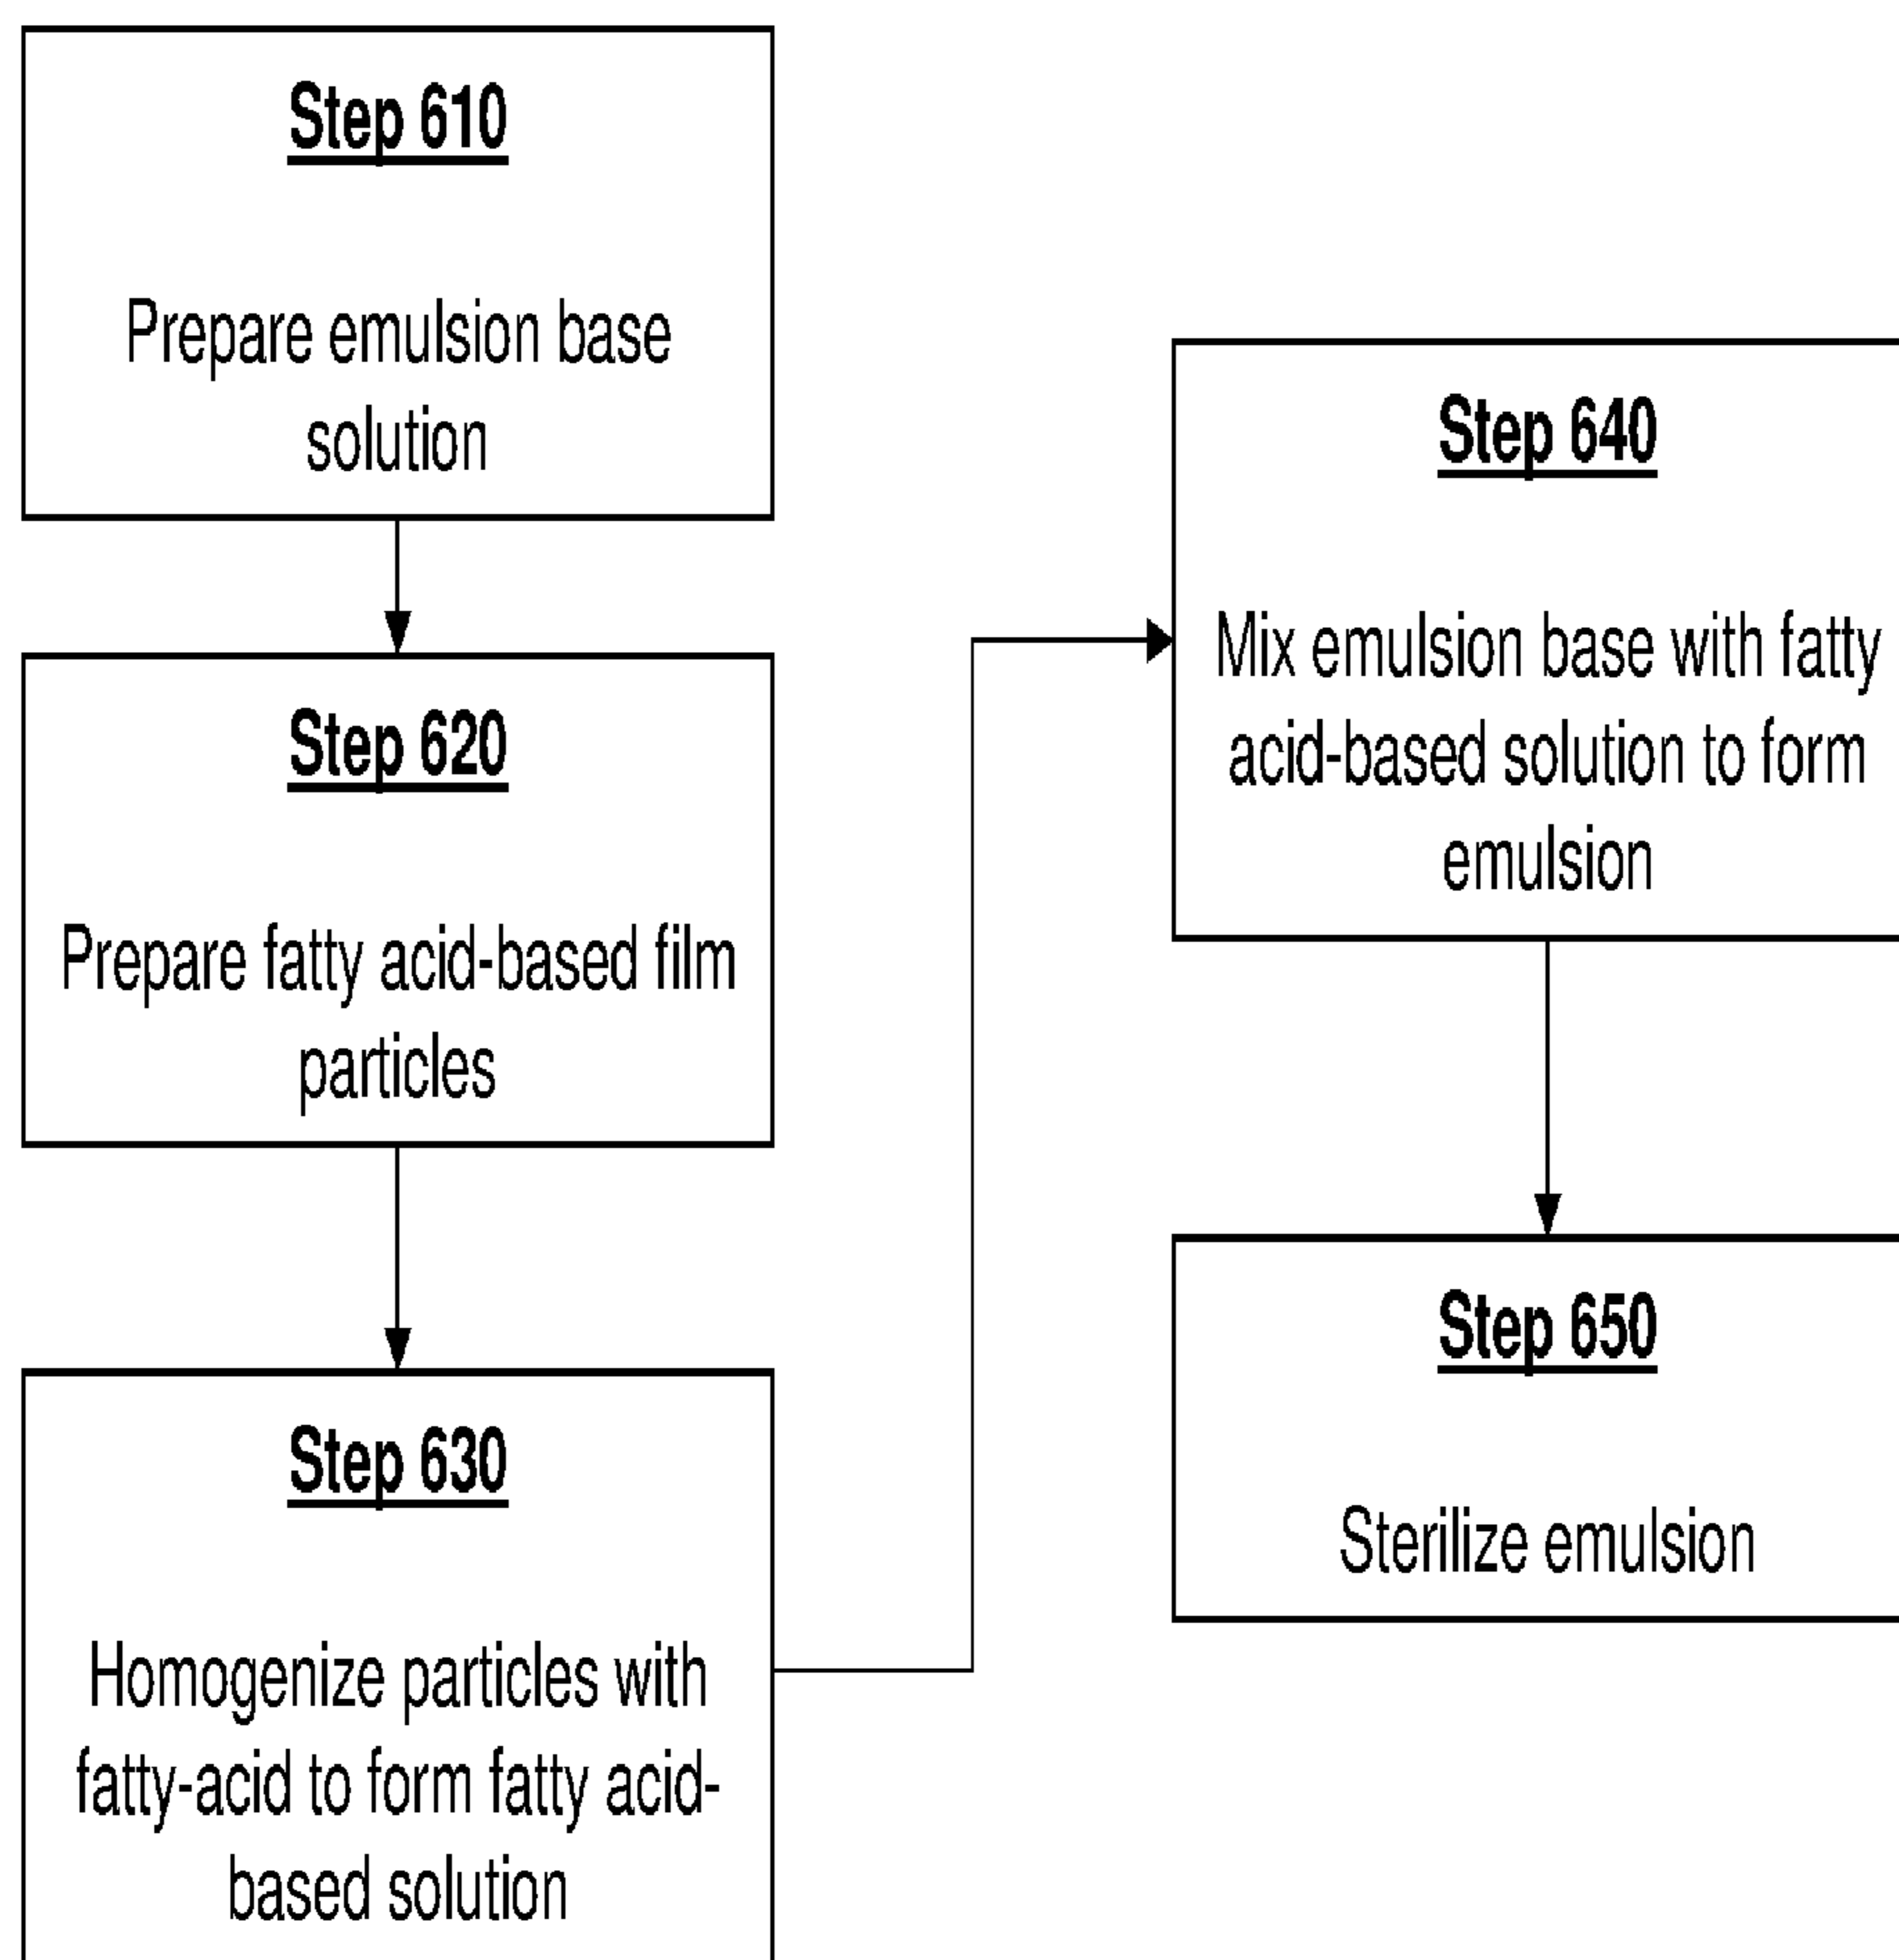 Step 610
Prepare emulsion base
solution
Step 620
Prepare fatty acid-based film
particles
Step 630
Homogenize particles with
fatty-acid to form fatty acid-
based solution
Step 640
Mix emulsion base with fatty
acid-based solution to form
emulsion
Step 650
Sterilize emulsion